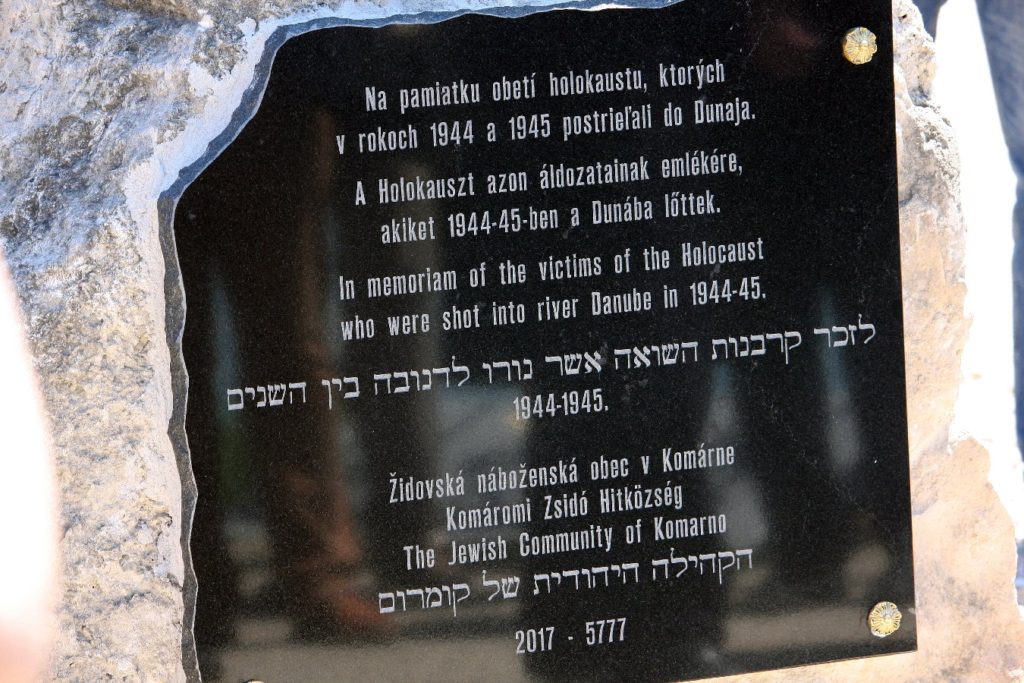 Na pamiatku obetí holokaustu, ktorých
v rokoch 1944 a 1945 postrieľali do Dunaja.
A Holokauszt azon áldozatainak emlékére,
akiket 1944-45-ben a Dunába lőttek.
In memoriam of the victims of the Holocaust
who were shot into river Danube in 1944-45.
לזכר קרבנות השואה אשר נורו לדנובה בין השנים
1944-1945.
Židovská náboženská obec v Komárne
Komáromi Zsidó Hitközség
The Jewish Community of Komarno
הקהילה היהודית של קומרום
2017 - 5777